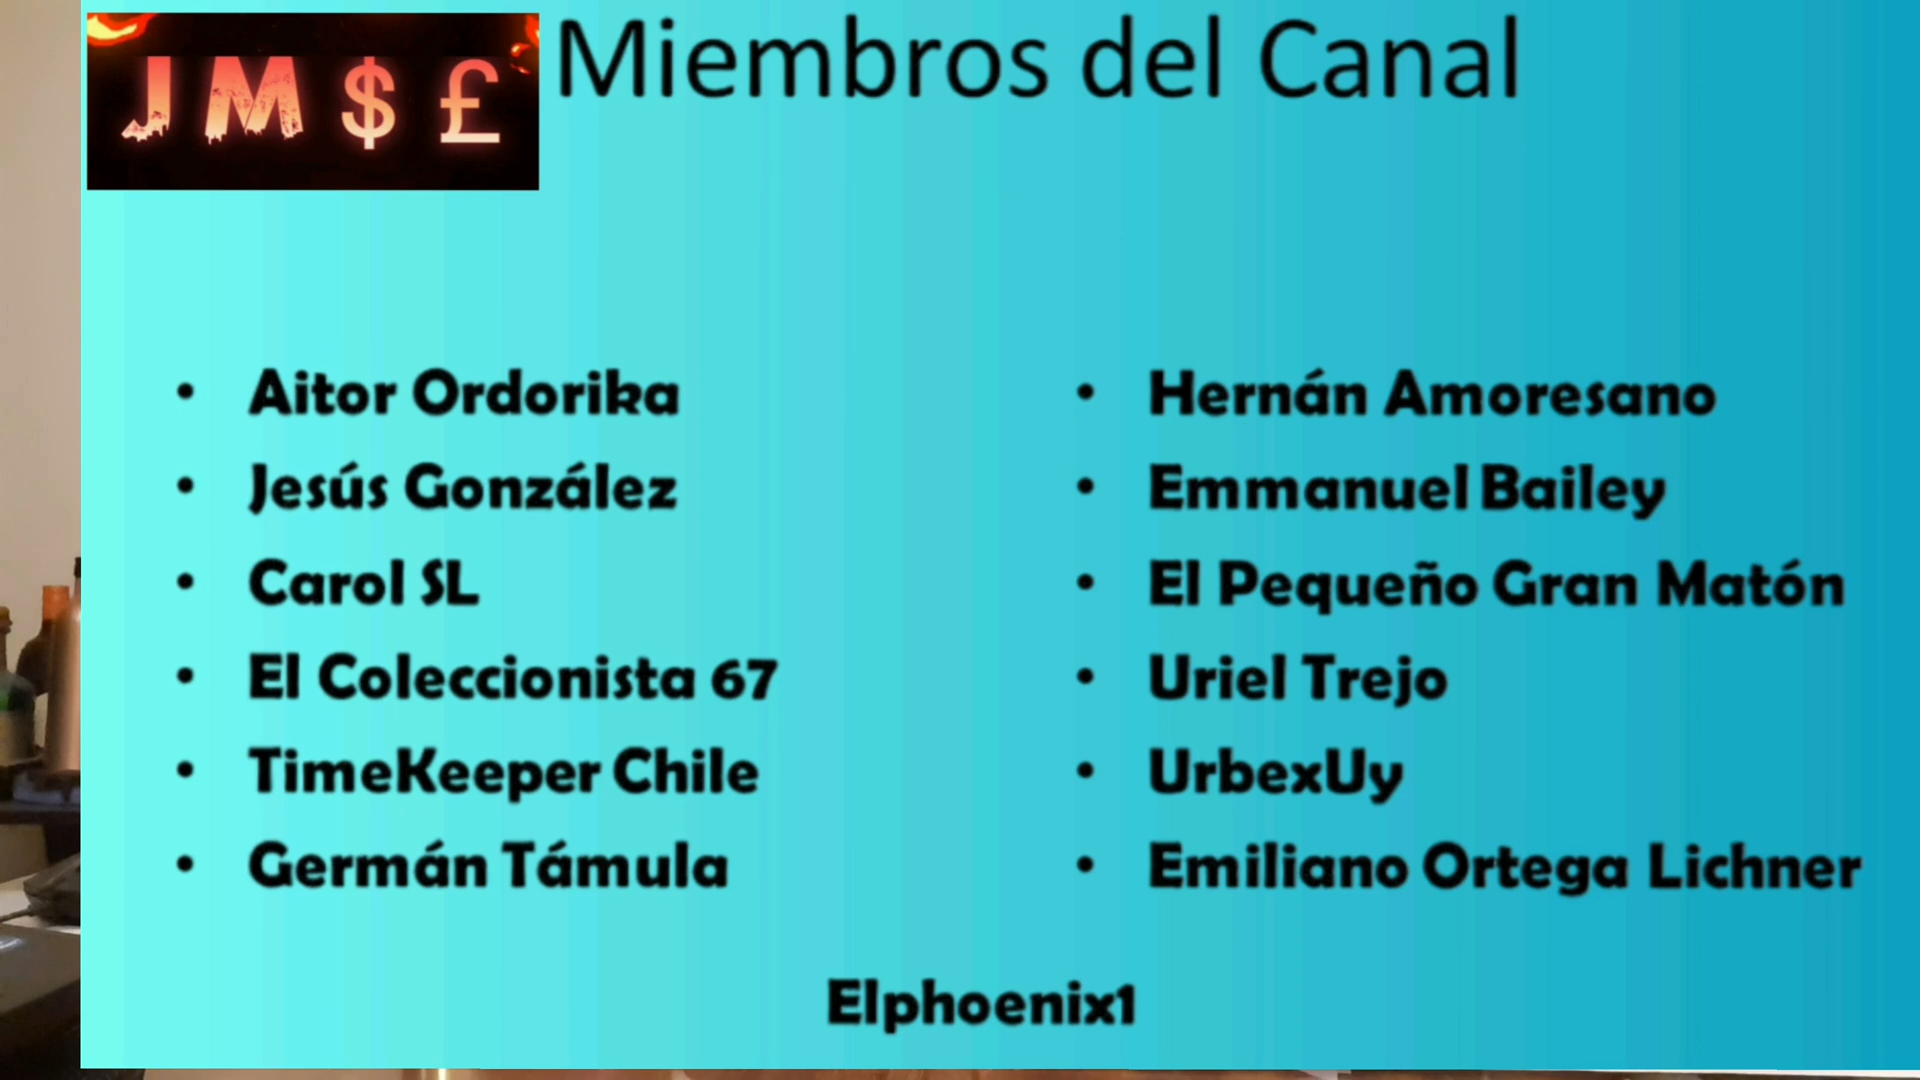 JM$£
Miembros del Canal
Aitor Ordorika
Jesús González
Carol SL
El Coleccionista 67
TimeKeeper Chile
Germán Támula
Hernán Amoresano
Emmanuel Bailey
El Pequeño Gran Matón
Uriel Trejo
UrbexUy
Emiliano Ortega Lichner
Elphoenix1